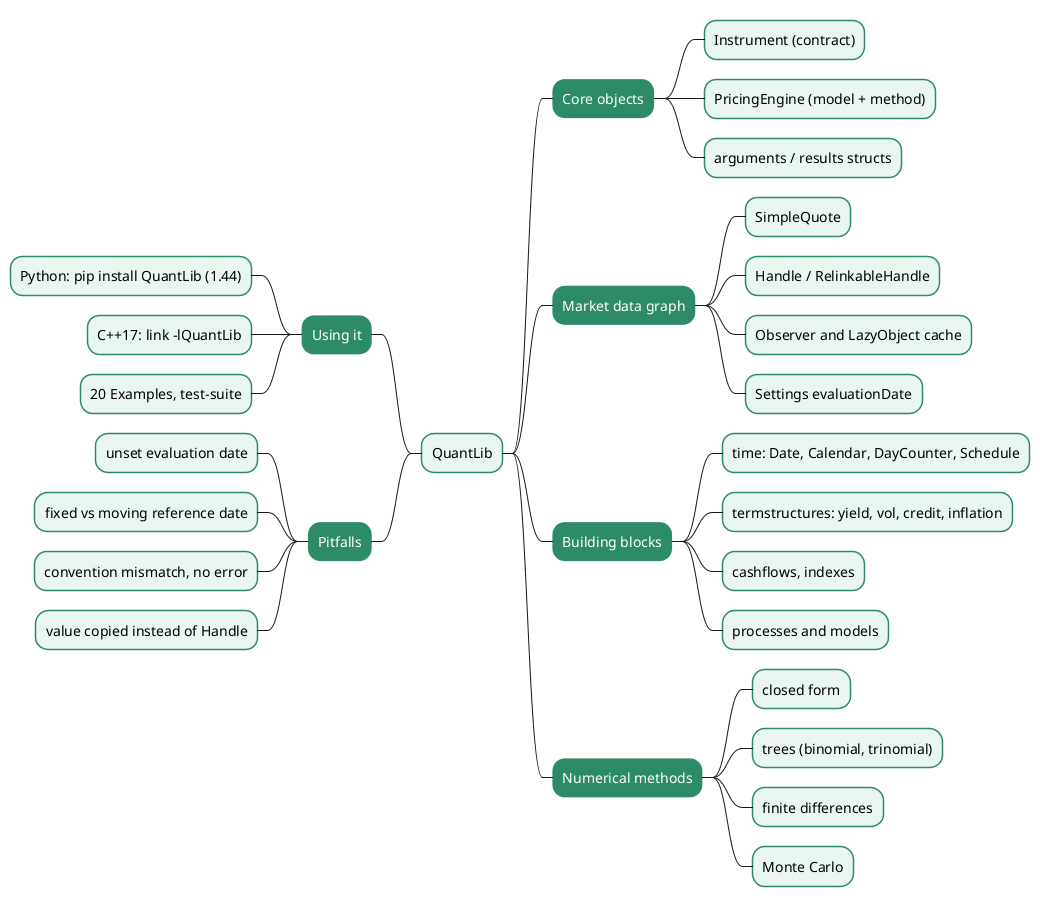 QuantLib
Core objects
Instrument (contract)
PricingEngine (model + method)
arguments / results structs
Market data graph
SimpleQuote
Handle / RelinkableHandle
Observer and LazyObject cache
Settings evaluationDate
Building blocks
time: Date, Calendar, DayCounter, Schedule
termstructures: yield, vol, credit, inflation
cashflows, indexes
processes and models
Numerical methods
closed form
trees (binomial, trinomial)
finite differences
Monte Carlo
Using it
Python: pip install QuantLib (1.44)
C++17: link -lQuantLib
20 Examples, test-suite
Pitfalls
unset evaluation date
fixed vs moving reference date
convention mismatch, no error
value copied instead of Handle